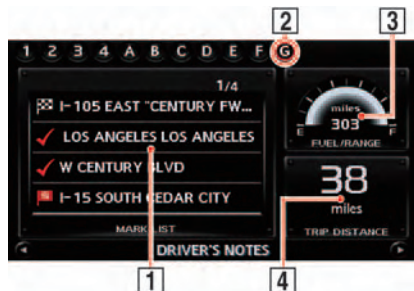 2 3
1 2 3 4 A B C D E F G
1/4
I-105 EAST "CENTURY FW...
LOS ANGELES LOS ANGELES
W CENTURY BLVD
I-15 SOUTH CEDAR CITY
MARK LIST
DRIVER'S NOTES
miles
303
E F
FUEL/RANGE
38
miles
TRIP DISTANCE
1 4